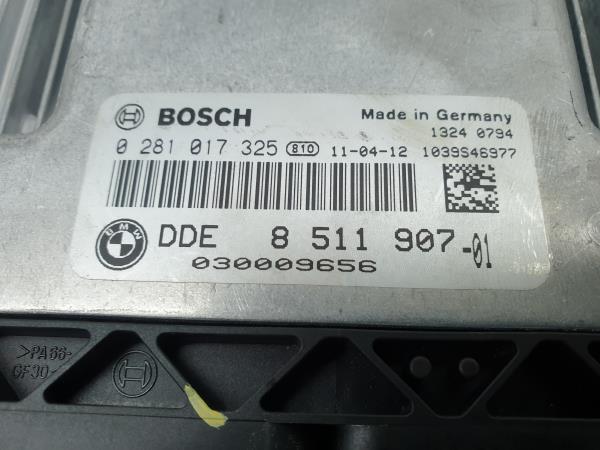 BOSCH Made in Germany
1324 0794
0 281 017 325 810 11-04-12 1039S46977
BMW DDE 8 511 907-01
030009656
>PA66-
GF30<